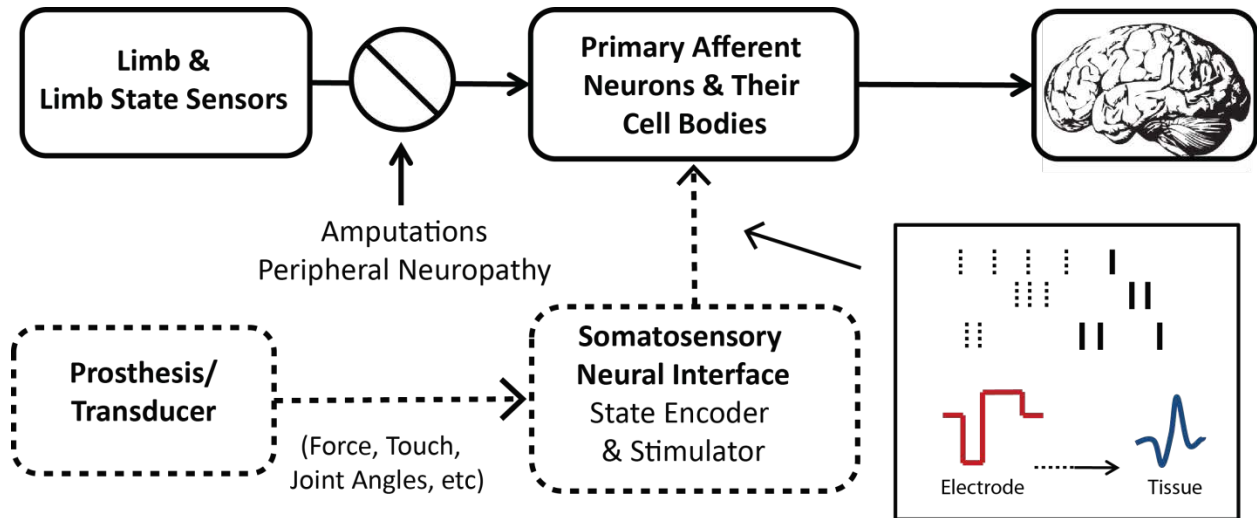 Limb &
Limb State Sensors
Primary Afferent
Neurons & Their
Cell Bodies
Amputations
Peripheral Neuropathy
Prosthesis/
Transducer
(Force, Touch,
Joint Angles, etc)
Somatosensory
Neural Interface
State Encoder
& Stimulator
Electrode
Tissue